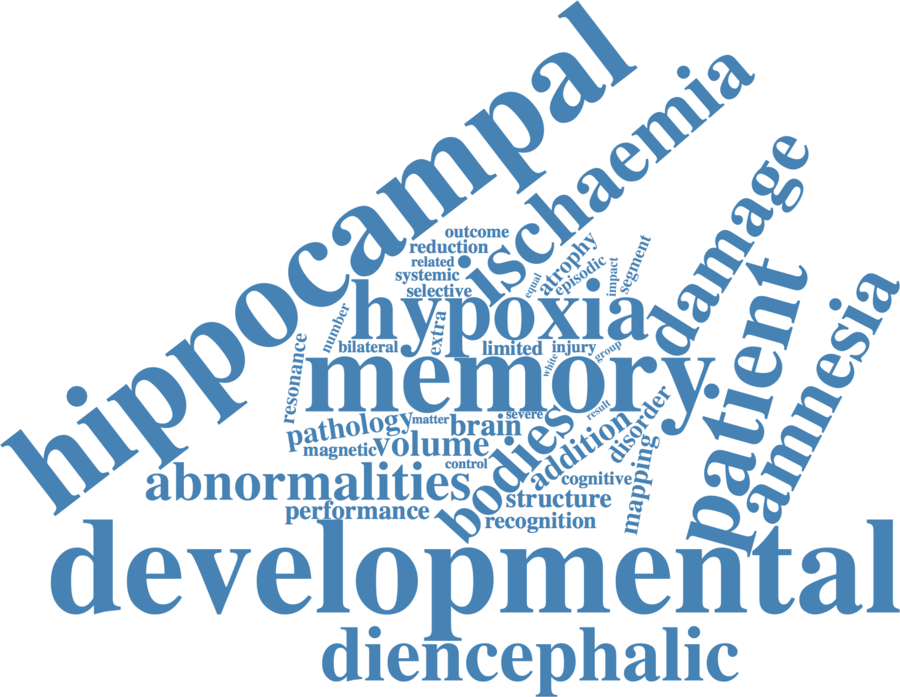 hippocampal
ischaemia
damage
outcome
reduction
related
systemic
selective
equal
atrophy
episodic
impact
segment
hypoxia
patient
amnesia
number
extra
bilateral
limited
injury
group
resonance
memory
white
pathology
matter
brain
severe
result
magnetic
volume
bodies
addition
disorder
control
abnormalities
cognitive
mapping
structure
performance
recognition
developmental
diencephalic